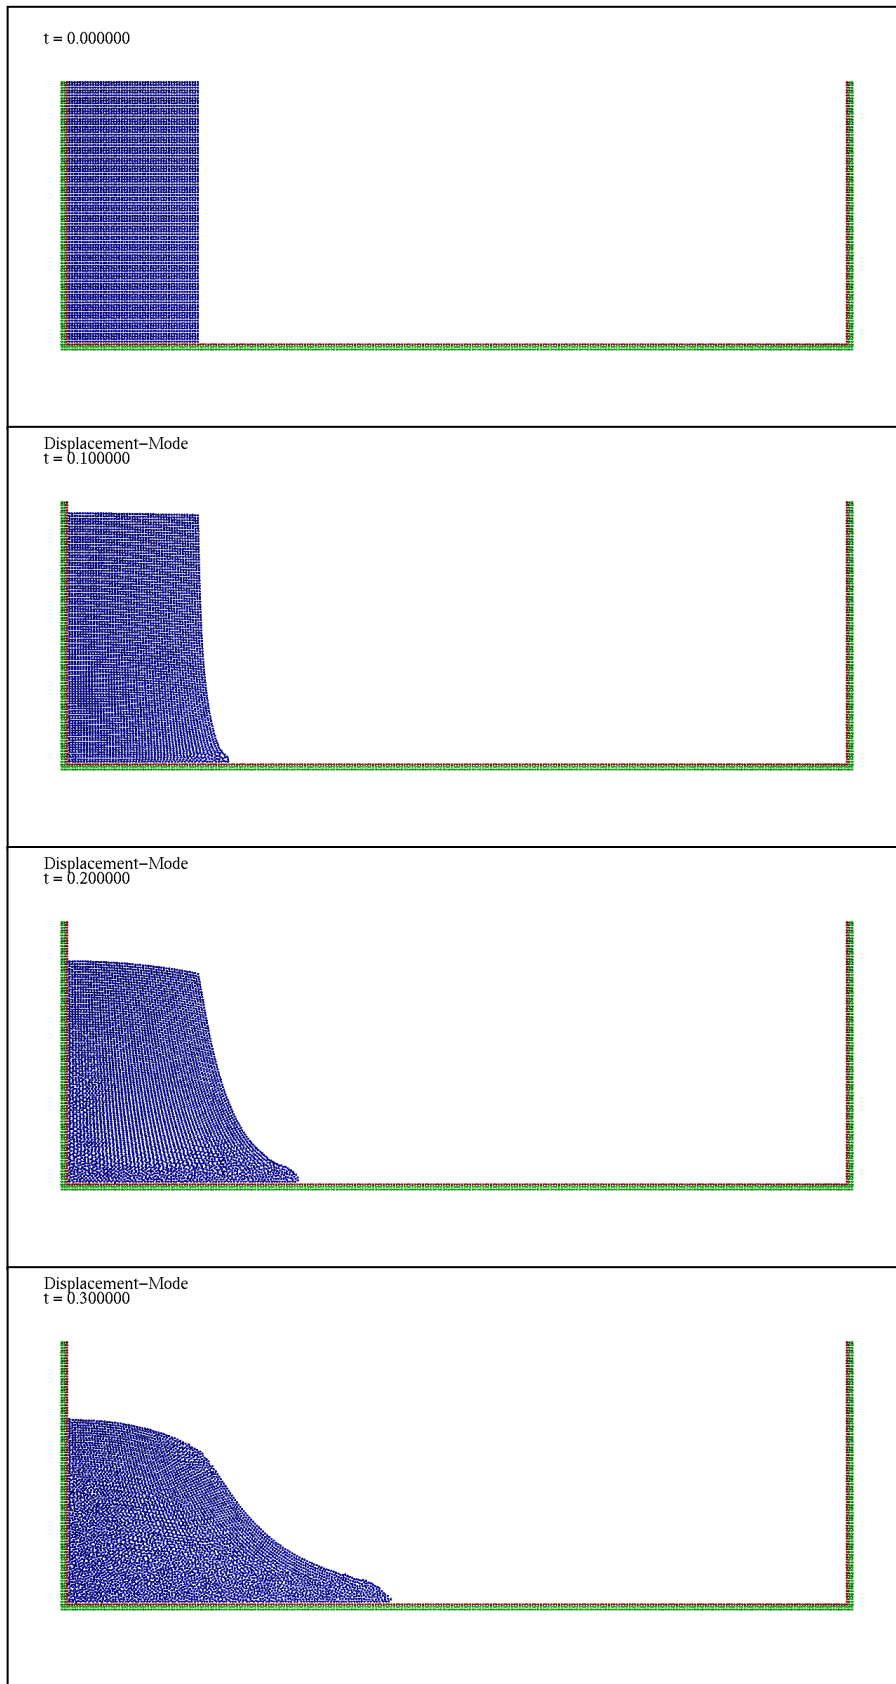 t = 0.000000
Displacement−Mode
t = 0.100000
Displacement−Mode
t = 0.200000
Displacement−Mode
t = 0.300000